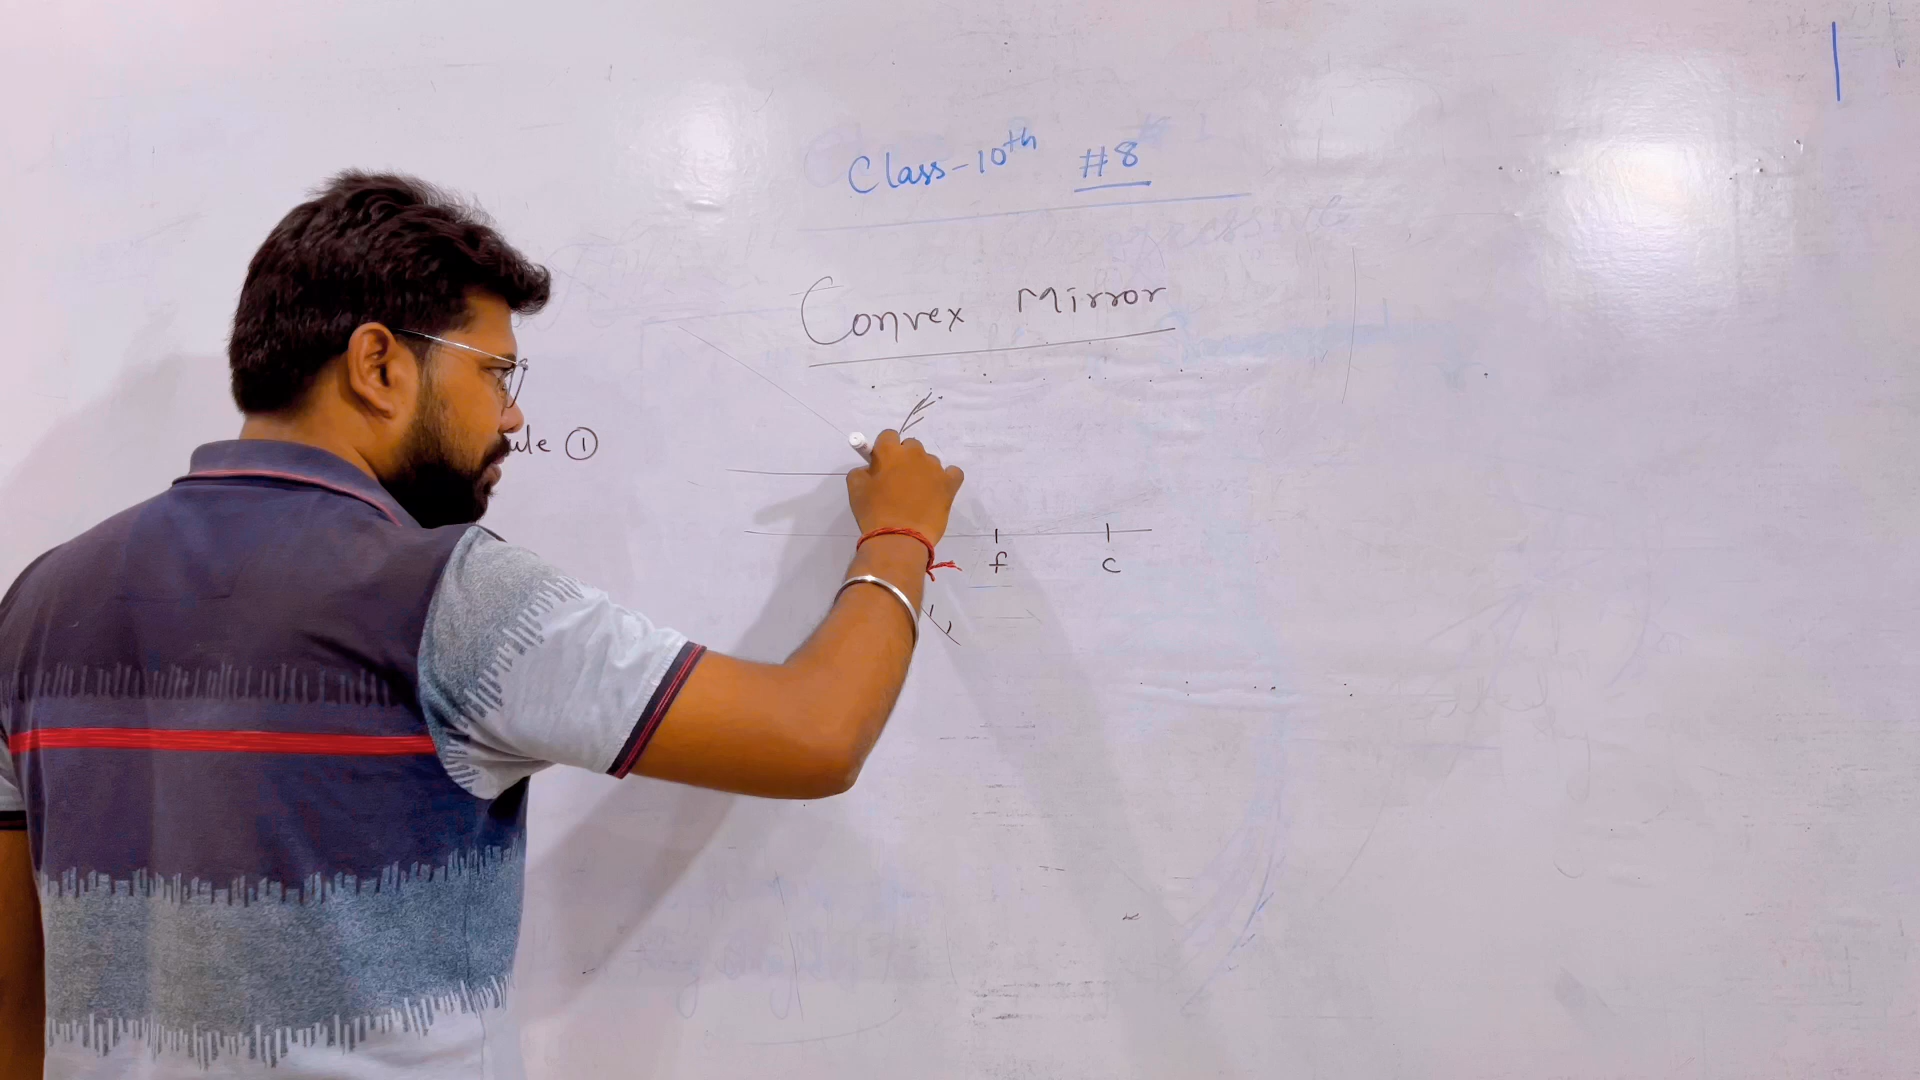 Class-10th #8
Convex Mirror
ule ①
f c